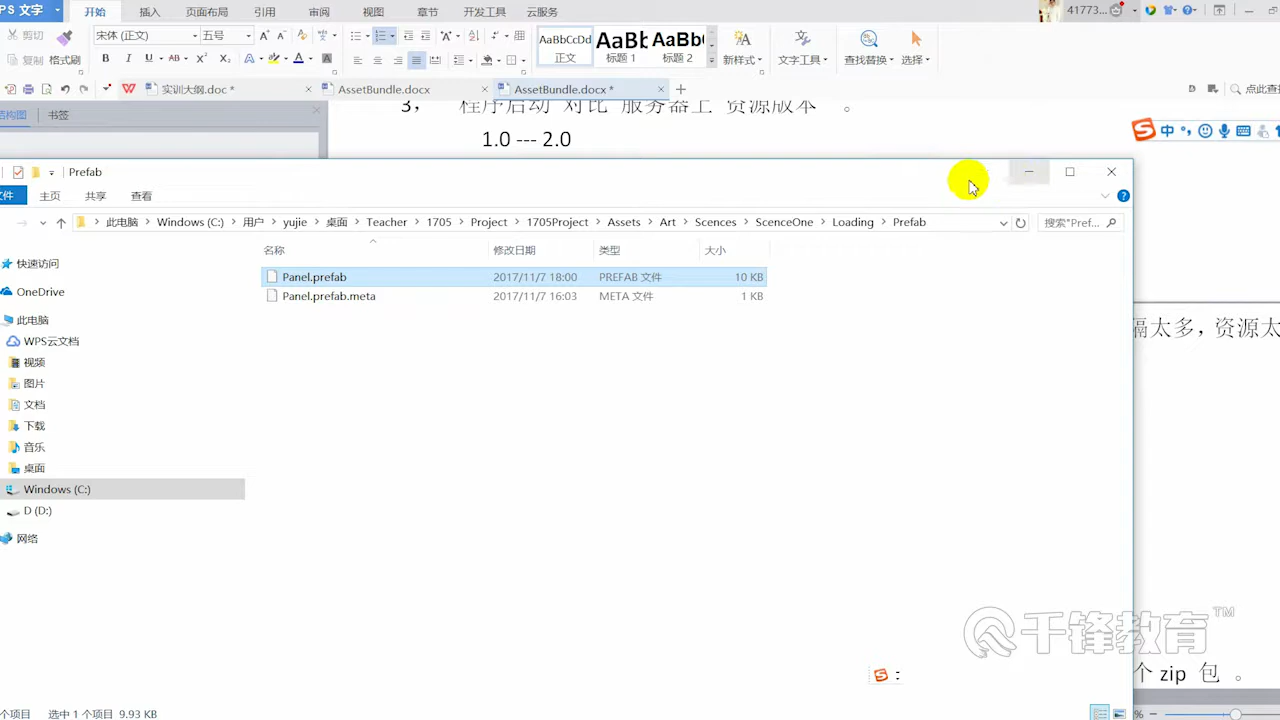 PS 文字
开始 插入 页面布局 引用 审阅 视图 章节 开发工具 云服务
41773...
剪切 复制 格式刷
宋体 (正文) 五号
AaBbCcDd 正文
AaBb 标题 1
AaBb( 标题 2
新样式 文字工具 查找替换 选择
实训大纲.doc *
AssetBundle.docx
AssetBundle.docx *
点此查
结构图 书签
3， 程序启动 对比 服务器上 资源版本 。
1.0 --- 2.0
中
Prefab
文件 主页 共享 查看
此电脑 Windows (C:) 用户 yujie 桌面 Teacher 1705 Project 1705Project Assets Art Scences ScenceOne Loading Prefab
搜索"Pref...
名称 修改日期 类型 大小
Panel.prefab 2017/11/7 18:00 PREFAB 文件 10 KB
Panel.prefab.meta 2017/11/7 16:03 META 文件 1 KB
快速访问
OneDrive
此电脑
WPS云文档
视频
图片
文档
下载
音乐
桌面
Windows (C:)
D (D:)
网络
隔太多，资源太
千锋教育™
个 zip 包 。
个项目 选中 1 个项目 9.93 KB
%